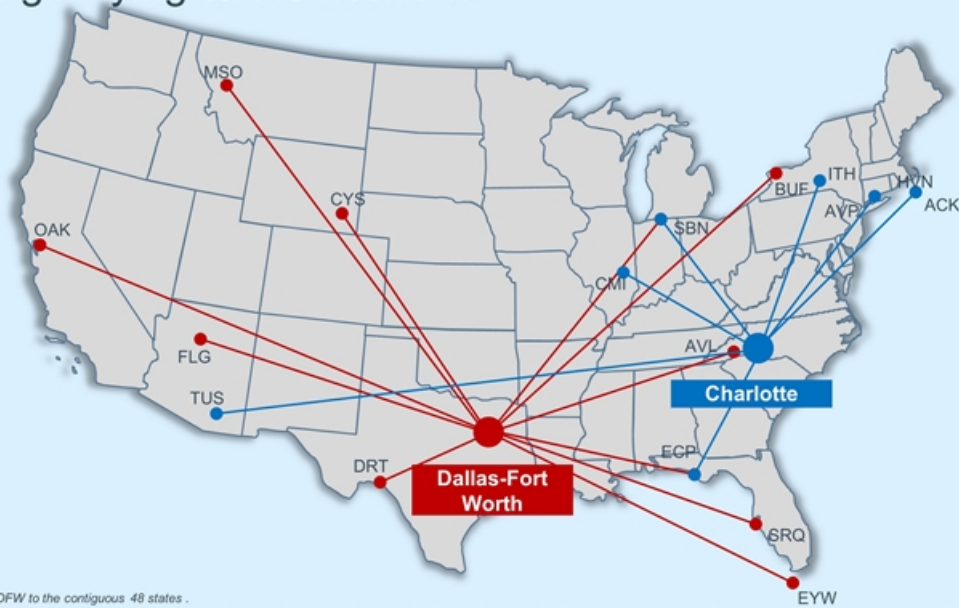 MSO
CYS
OAK
FLG
TUS
DRT
Dallas-Fort
Worth
SBN
CMI
BUF
ITH
HVN
AVP
ACK
AVL
Charlotte
ECP
SRQ
EYW
DFW to the contiguous 48 states .